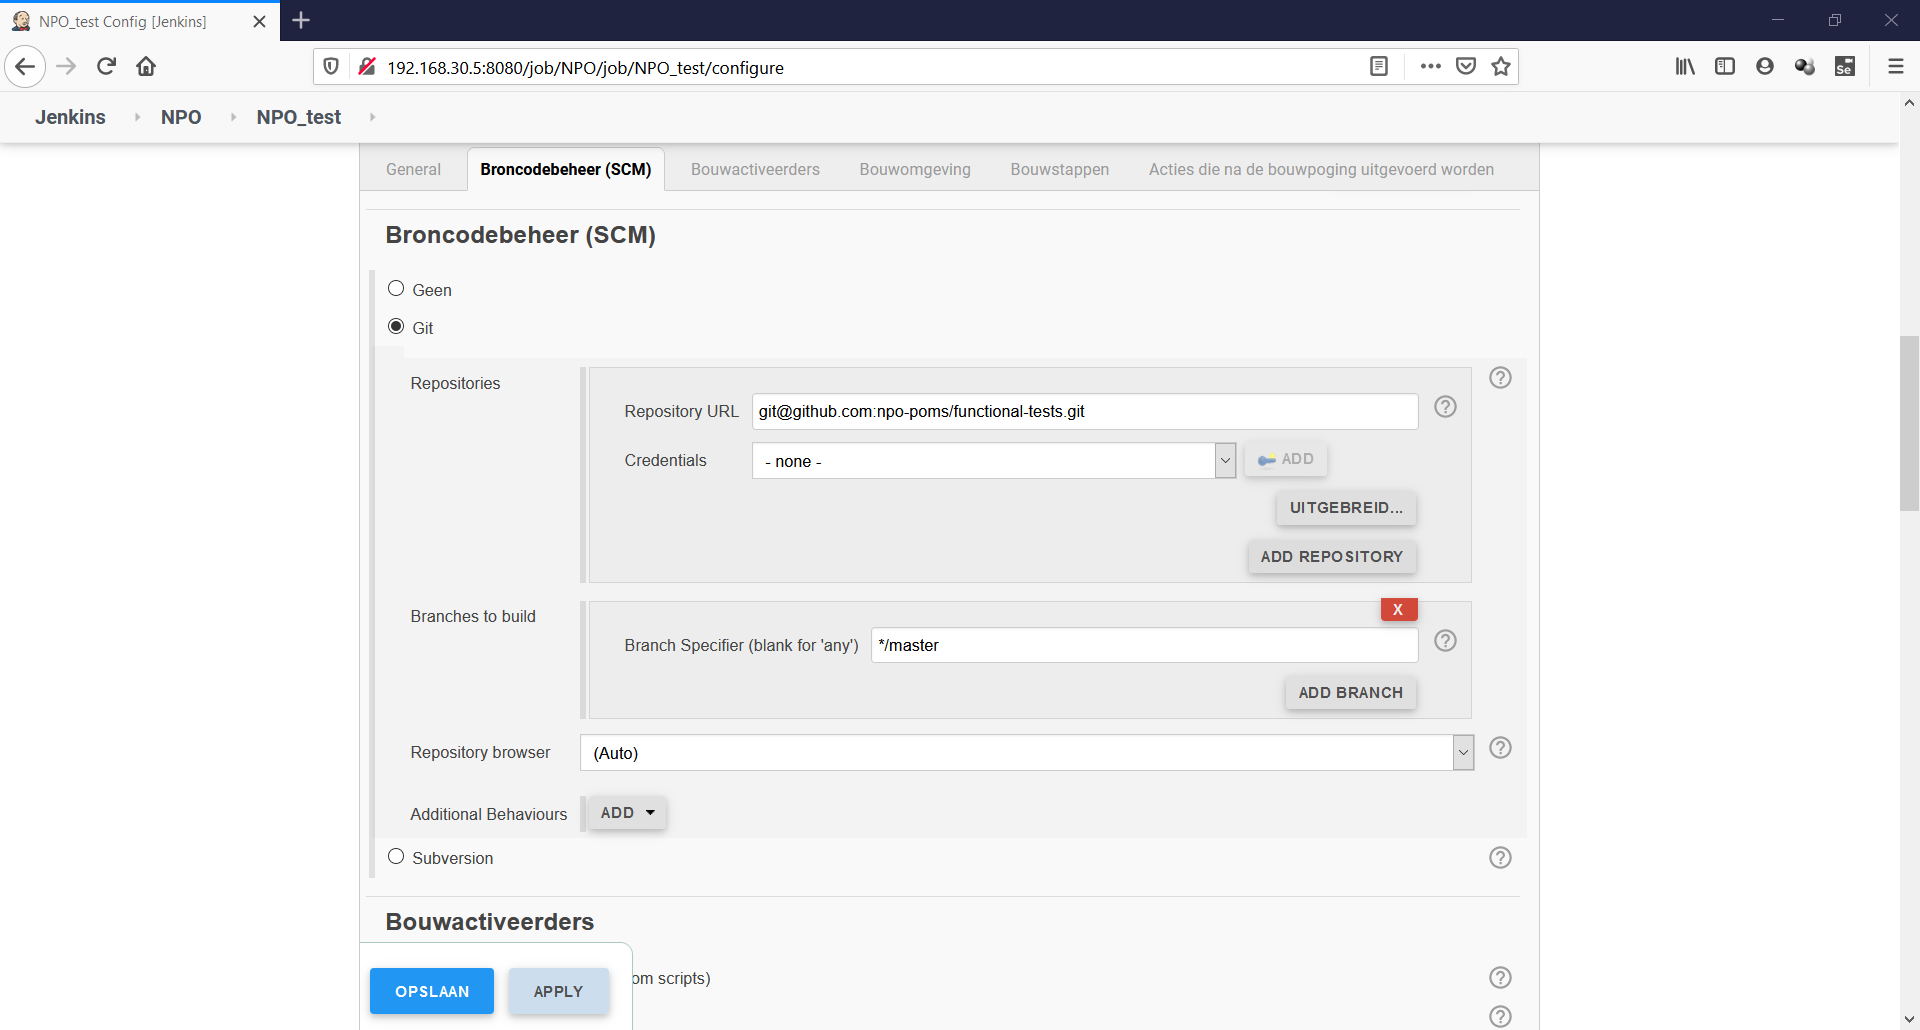 NPO_test Config [Jenkins]
192.168.30.5:8080/job/NPO/job/NPO_test/configure
Se
Jenkins NPO NPO_test
General Broncodebeheer (SCM) Bouwactiveerders Bouwomgeving Bouwstappen Acties die na de bouwpoging uitgevoerd worden
Broncodebeheer (SCM)
Geen
Git
Repositories
Repository URL git@github.com:npo-poms/functional-tests.git
Credentials - none - ADD
UITGEBREID...
ADD REPOSITORY
Branches to build
X
Branch Specifier (blank for 'any') */master
ADD BRANCH
Repository browser (Auto)
Additional Behaviours ADD
Subversion
Bouwactiveerders
om scripts)
OPSLAAN APPLY